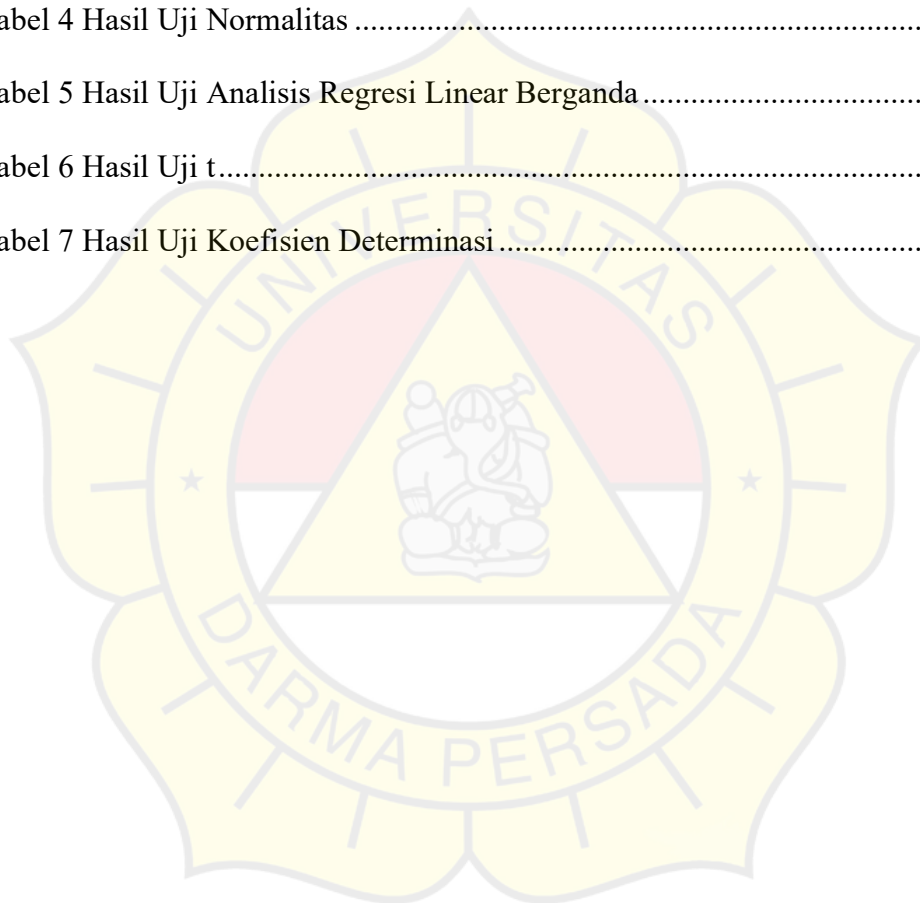 abel 4 Hasil Uji Normalitas ........................................................................
abel 5 Hasil Uji Analisis Regresi Linear Berganda ...................................
abel 6 Hasil Uji t.........................................................................................
abel 7 Hasil Uji Koefisien Determinasi ......................................................
UNIVERSITAS
DARMA PERSADA